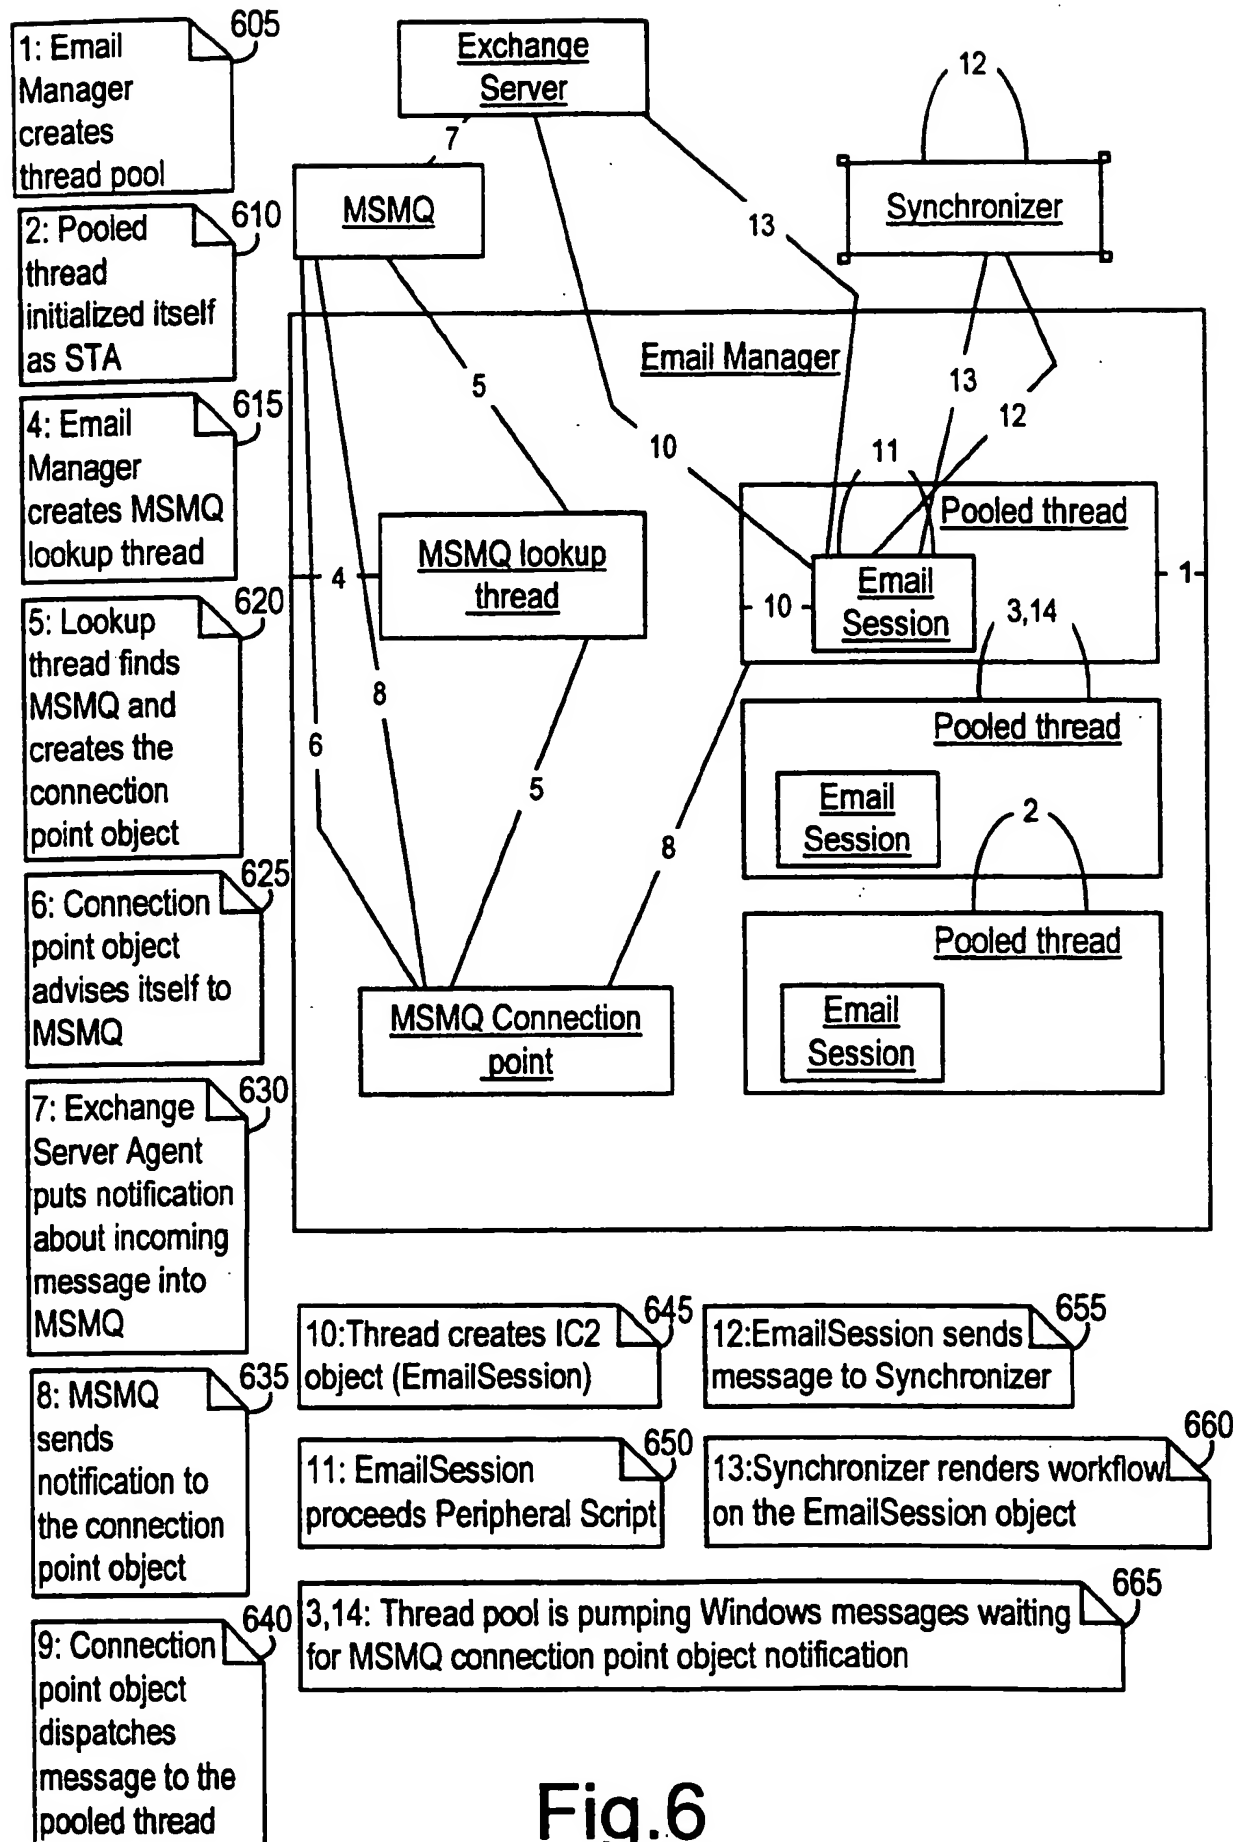 1: Email
Manager
creates
thread pool
605
2: Pooled
thread
initialized itself
as STA
610
4: Email
Manager
creates MSMQ
lookup thread
615
5: Lookup
thread finds
MSMQ and
creates the
connection
point object
620
6: Connection
point object
advises itself to
MSMQ
625
7: Exchange
Server Agent
puts notification
about incoming
message into
MSMQ
630
8: MSMQ
sends
notification to
the connection
point object
635
9: Connection
point object
dispatches
message to the
pooled thread
640
Exchange
Server
7
MSMQ
12
Synchronizer
13
Email Manager
5
13
12
10
11
Pooled thread
MSMQ lookup
thread
4
Email
Session
10
1
3,14
8
6
Pooled thread
5
Email
Session
2
8
Pooled thread
MSMQ Connection
point
Email
Session
10:Thread creates IC2
object (EmailSession)
645
12:EmailSession sends
message to Synchronizer
655
11: EmailSession
proceeds Peripheral Script
650
13:Synchronizer renders workflow
on the EmailSession object
660
3,14: Thread pool is pumping Windows messages waiting
for MSMQ connection point object notification
665
Fig.6